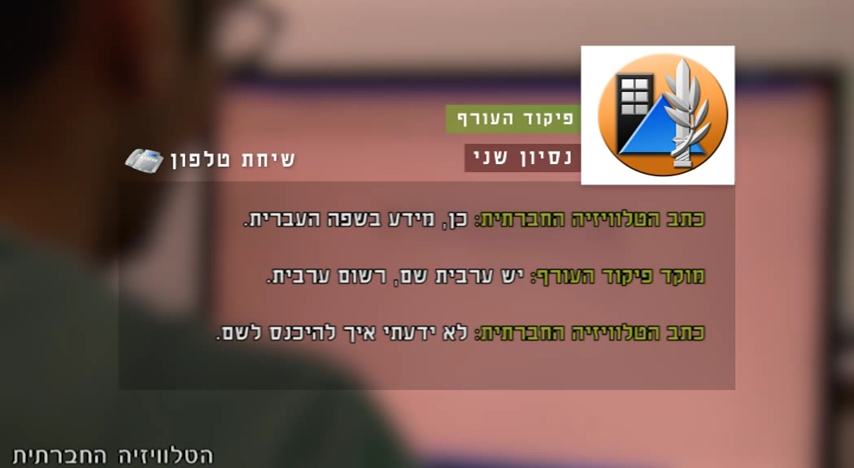 פיקוד העורף
נסיון שני
שיחת טלפון
כתב הטלוויזיה החברתית: כן, מידע בשפה העברית.
מוקד פיקוד העורף: יש ערבית שם, רשום ערבית.
כתב הטלוויזיה החברתית: לא ידעתי איך להיכנס לשם.
הטלוויזיה החברתית